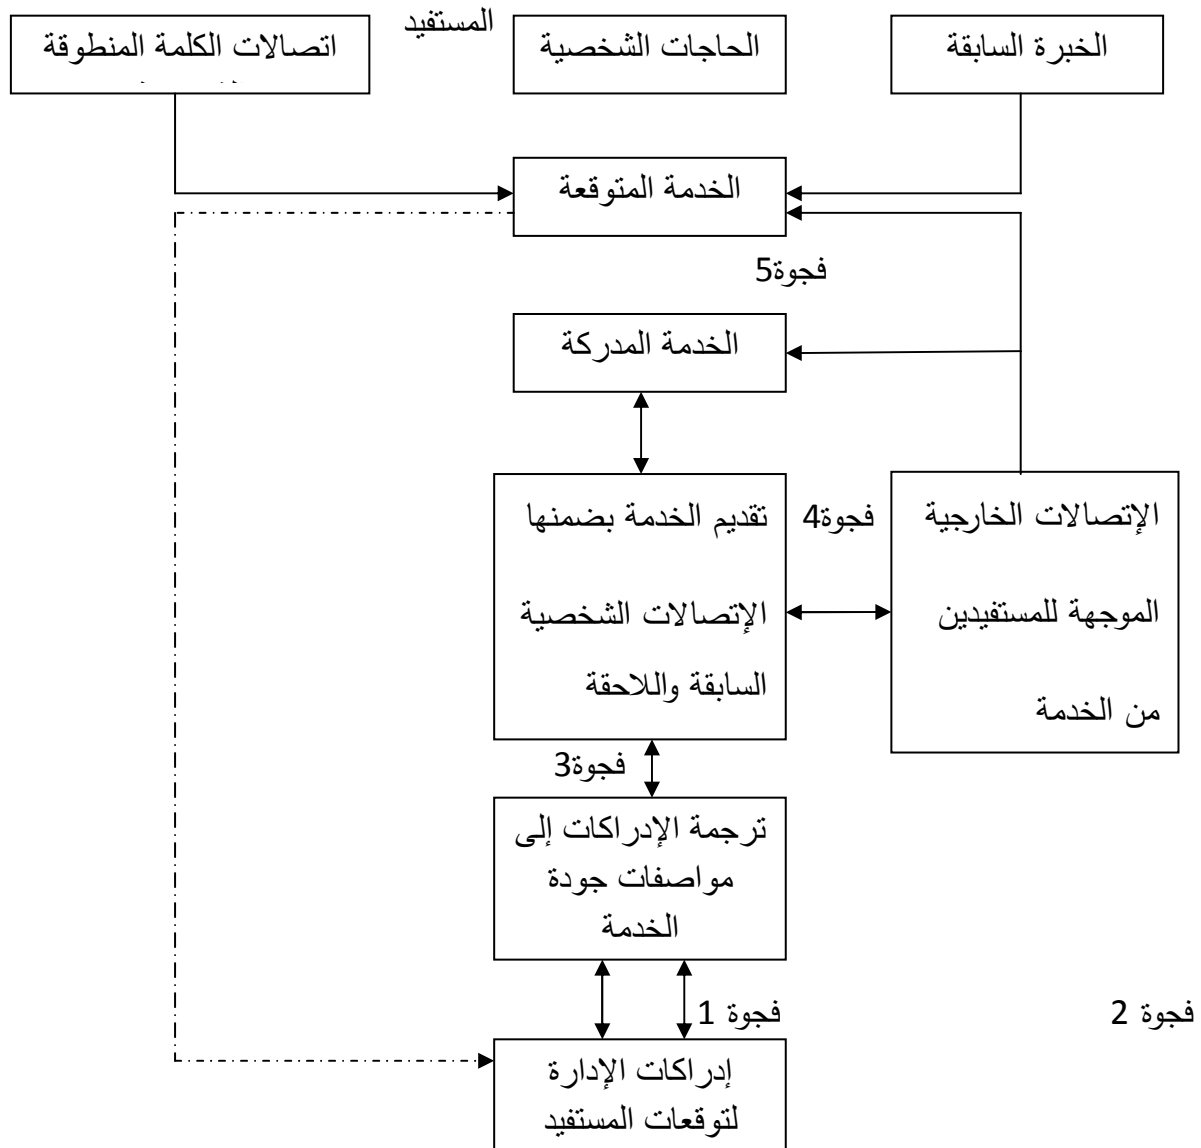 المستفيد
الخبرة السابقة
الحاجات الشخصية
اتصالات الكلمة المنطوقة
الخدمة المتوقعة
فجوة5
الخدمة المدركة
الإتصالات الخارجية
الموجهة للمستفيدين
من الخدمة
فجوة4
تقديم الخدمة بضمنها
الإتصالات الشخصية
السابقة واللاحقة
فجوة3
ترجمة الإدراكات إلى
مواصفات جودة
الخدمة
فجوة 2
فجوة 1
إدراكات الإدارة
لتوقعات المستفيد